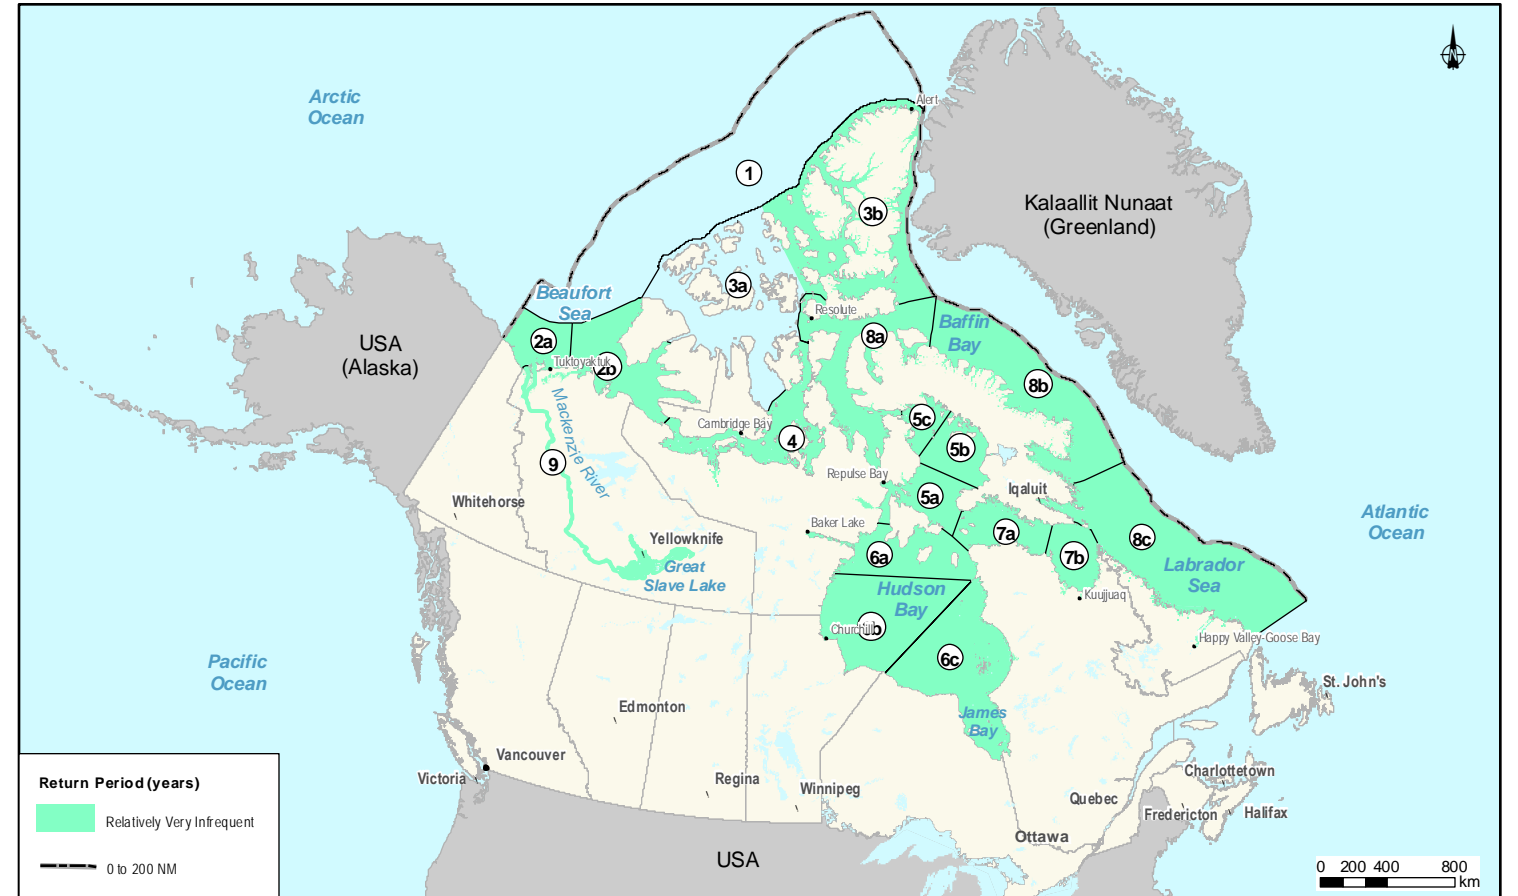 Arctic
Ocean
Alert
1
3b
Kalaallit Nunaat
(Greenland)
3a
Beaufort
Sea
Resolute
8a
Baffin
Bay
USA
(Alaska)
2a
Tuktoyaktuk
2b
8b
Mackenzie River
Cambridge Bay
4
5c
5b
9
Repulse Bay
5a
Iqaluit
Whitehorse
Baker Lake
Atlantic
Ocean
Yellowknife
6a
7a
7b
8c
Great
Slave Lake
Labrador
Sea
Hudson
Bay
Kuujjuaq
Churchill
b
6c
Happy Valley-Goose Bay
Pacific
Ocean
St. John's
Edmonton
James
Bay
Vancouver
Victoria
Regina
Winnipeg
Charlottetown
Quebec
Fredericton
Halifax
Ottawa
USA
Return Period (years)
Relatively Very Infrequent
0 to 200 NM
0 200 400 800
km